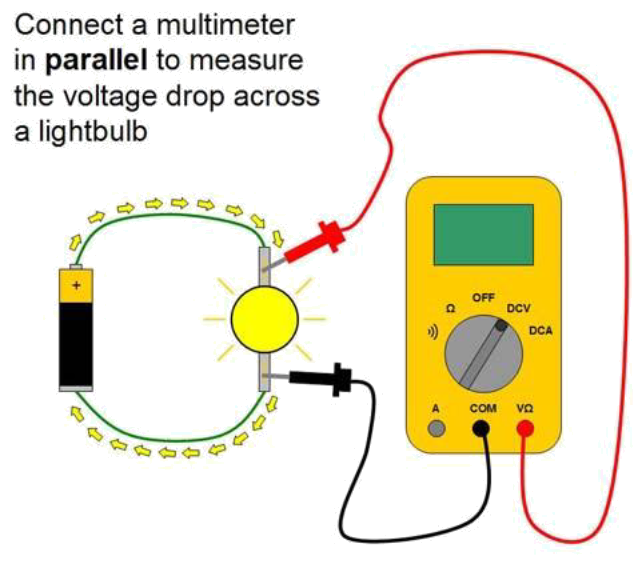 Connect a multimeter
in parallel to measure
the voltage drop across
a lightbulb
+
OFF
Ω
DCV
DCA
A
COM
VΩ